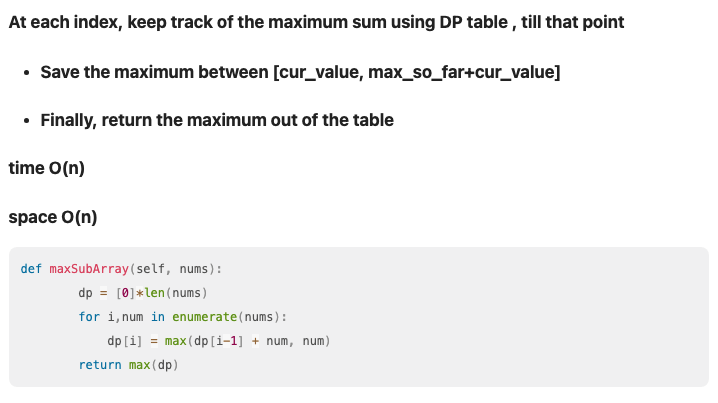 At each index, keep track of the maximum sum using DP table , till that point
• Save the maximum between [cur_value, max_so_far+cur_value]
• Finally, return the maximum out of the table
time O(n)
space O(n)
def maxSubArray(self, nums):
        dp = [0]*len(nums)
        for i,num in enumerate(nums):
            dp[i] = max(dp[i-1] + num, num)
        return max(dp)